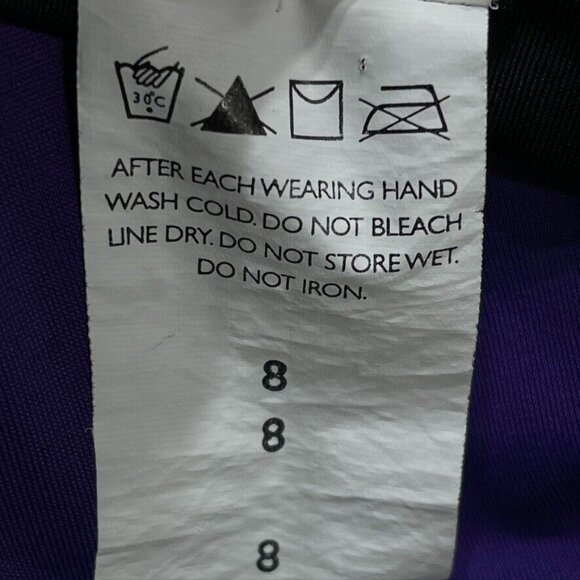 30°C
AFTER EACH WEARING HAND
WASH COLD. DO NOT BLEACH
LINE DRY. DO NOT STORE WET.
DO NOT IRON.
8
8
8